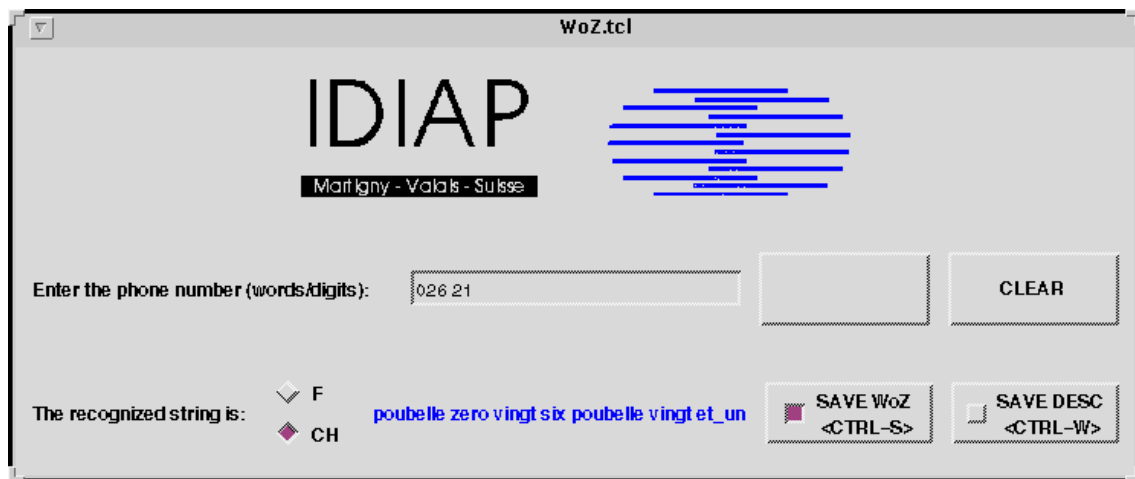 WoZ.tcl
IDIAP
Martigny - Valais - Suisse
Enter the phone number (words/digits): 026 21 CLEAR
The recognized string is: F CH poubelle zero vingt six poubelle vingt et_un SAVE WoZ <CTRL-S> SAVE DESC <CTRL-W>